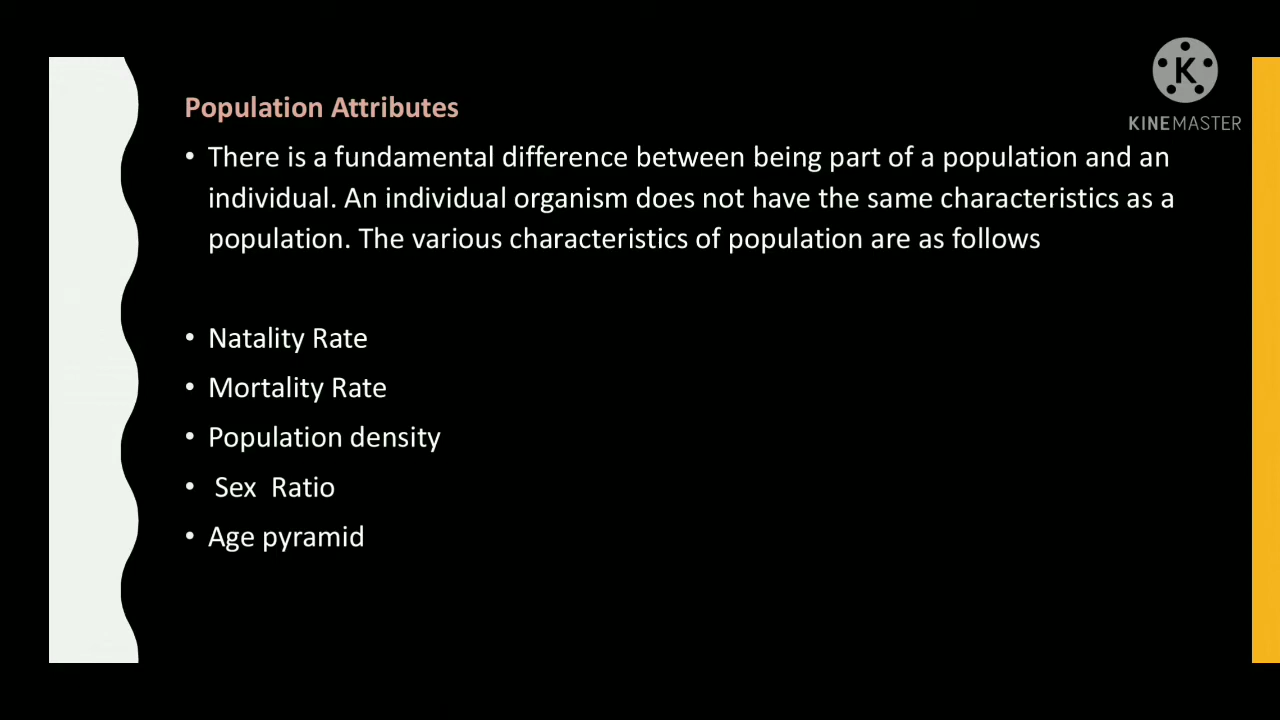 K
KINEMASTER
Population Attributes
• There is a fundamental difference between being part of a population and an
individual. An individual organism does not have the same characteristics as a
population. The various characteristics of population are as follows
• Natality Rate
• Mortality Rate
• Population density
• Sex Ratio
• Age pyramid